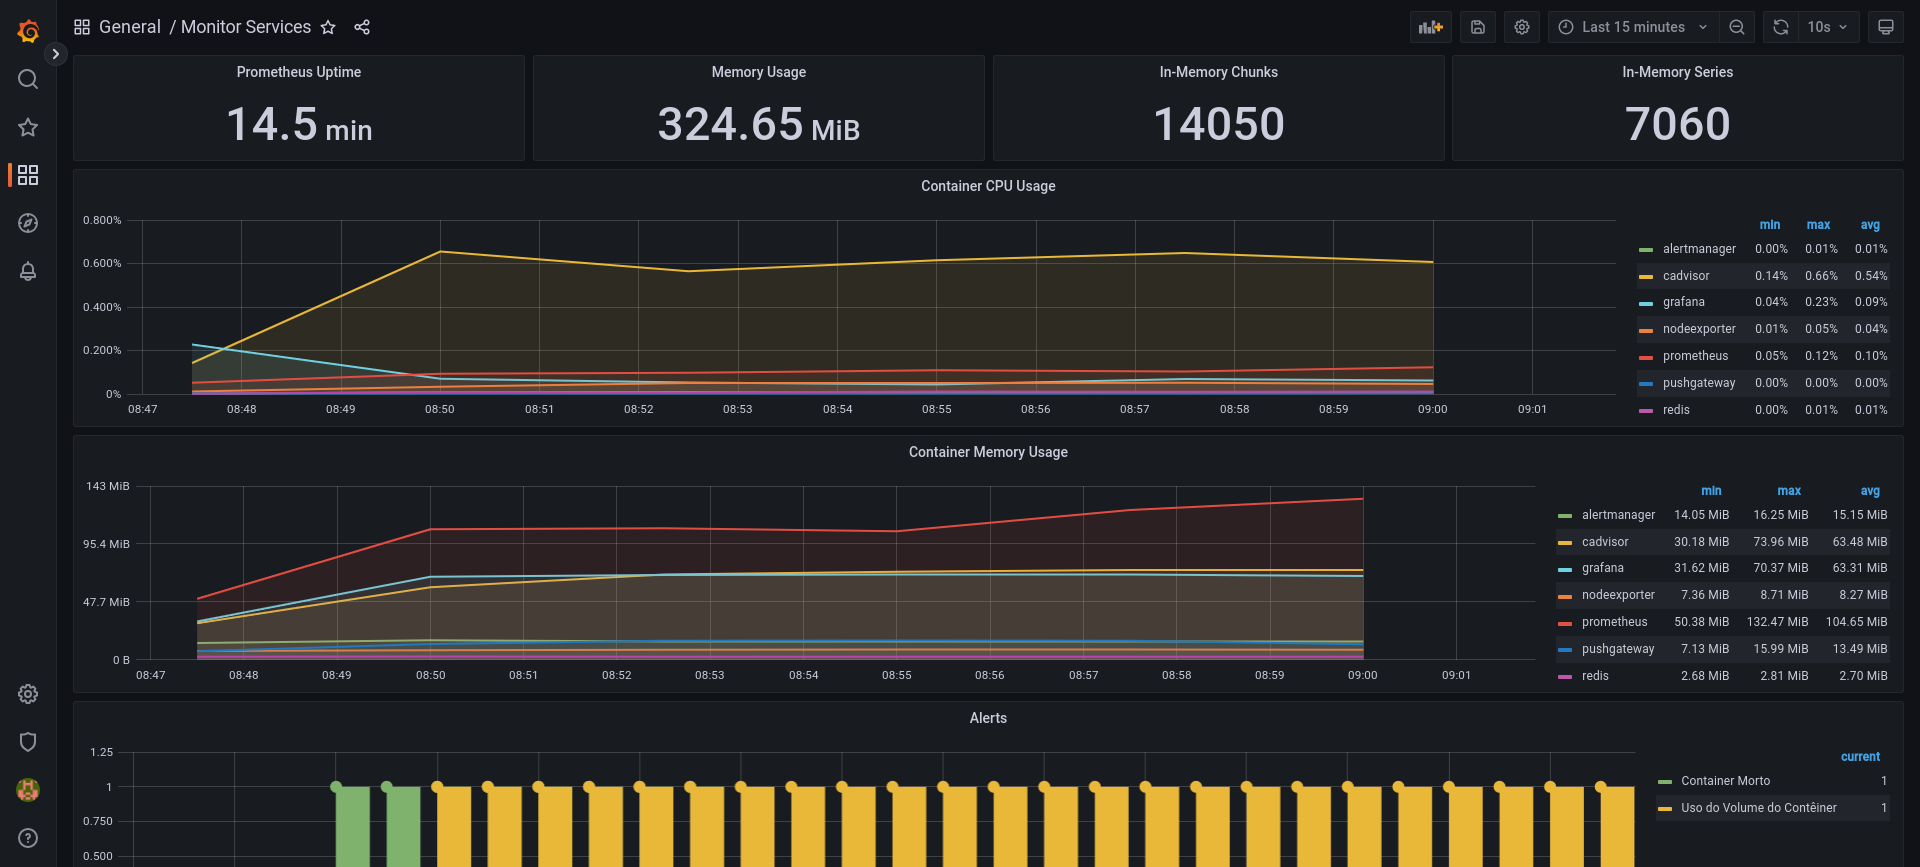 General / Monitor Services
Last 15 minutes
10s
Prometheus Uptime
14.5 min
Memory Usage
324.65 MiB
In-Memory Chunks
14050
In-Memory Series
7060
Container CPU Usage
0.800%
0.600%
0.400%
0.200%
0%
08:47 08:48 08:49 08:50 08:51 08:52 08:53 08:54 08:55 08:56 08:57 08:58 08:59 09:00 09:01
min max avg
alertmanager 0.00% 0.01% 0.01%
cadvisor 0.14% 0.66% 0.54%
grafana 0.04% 0.23% 0.09%
nodeexporter 0.01% 0.05% 0.04%
prometheus 0.05% 0.12% 0.10%
pushgateway 0.00% 0.00% 0.00%
redis 0.00% 0.01% 0.01%
Container Memory Usage
143 MiB
95.4 MiB
47.7 MiB
0 B
08:47 08:48 08:49 08:50 08:51 08:52 08:53 08:54 08:55 08:56 08:57 08:58 08:59 09:00 09:01
min max avg
alertmanager 14.05 MiB 16.25 MiB 15.15 MiB
cadvisor 30.18 MiB 73.96 MiB 63.48 MiB
grafana 31.62 MiB 70.37 MiB 63.31 MiB
nodeexporter 7.36 MiB 8.71 MiB 8.27 MiB
prometheus 50.38 MiB 132.47 MiB 104.65 MiB
pushgateway 7.13 MiB 15.99 MiB 13.49 MiB
redis 2.68 MiB 2.81 MiB 2.70 MiB
Alerts
1.25
1
0.750
0.500
current
Container Morto 1
Uso do Volume do Contêiner 1